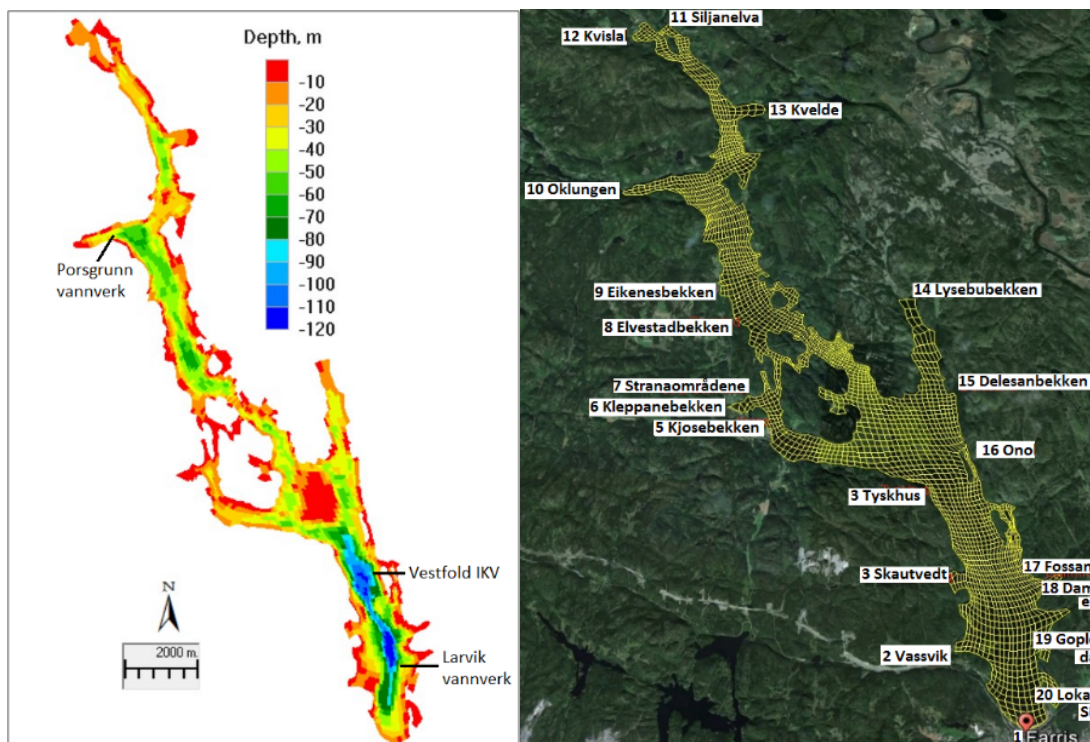 Depth, m
-10
-20
-30
-40
-50
-60
-70
-80
-90
-100
-110
-120
Porsgrunn
vannverk
Vestfold IKV
N
2000 m.
Larvik
vannverk
11 Siljanelva
12 Kvisla
13 Kvelde
10 Oklungen
9 Eikenesbekken
14 Lysebubekken
8 Elvestadbekken
7 Stranaområdene
15 Delesanbekken
6 Kleppanebekken
5 Kjosebekken
16 Ono
3 Tyskhus
17 Fossan
3 Skautvedt
18 Dam
e
19 Gopl
d
2 Vassvik
20 Loka
S
1 Farris